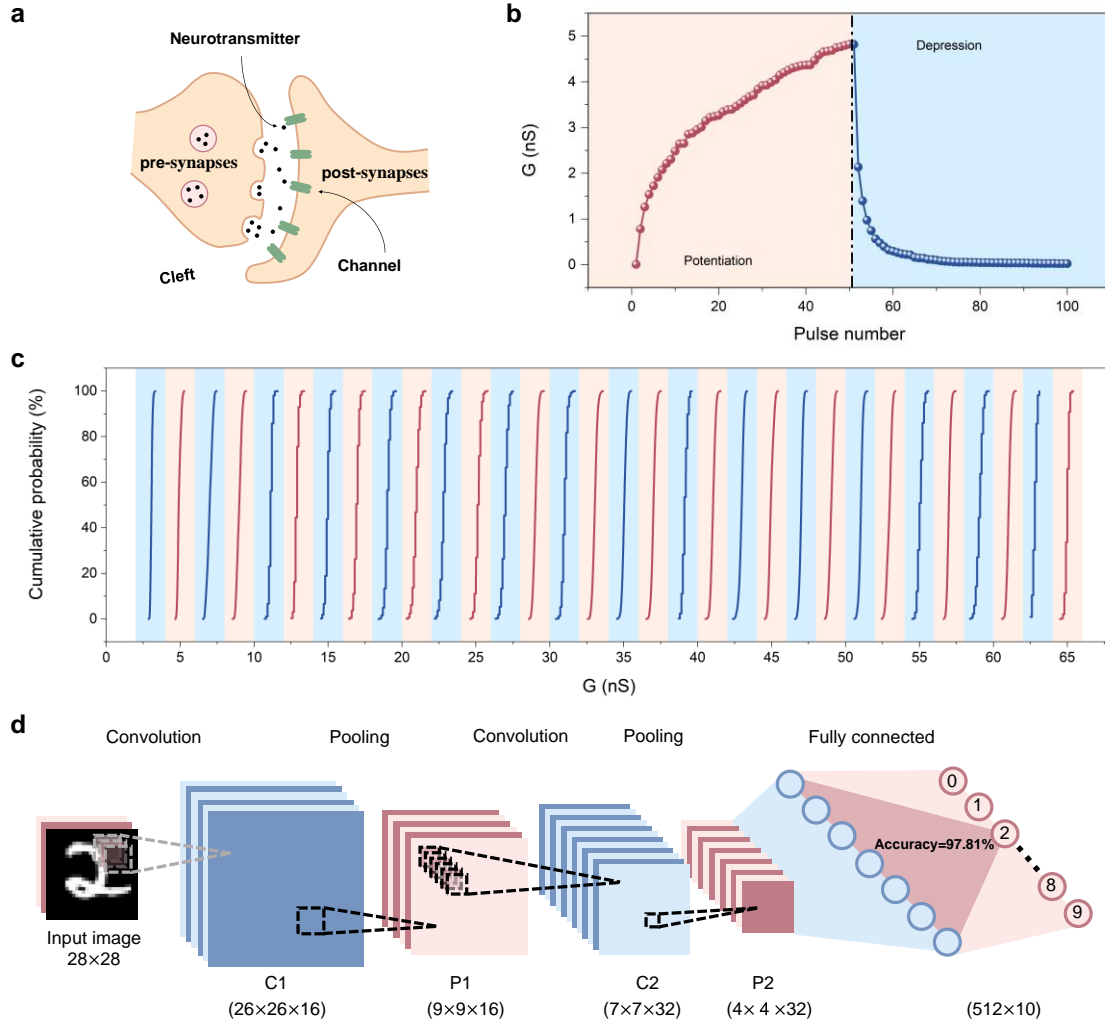 a
Neurotransmitter
pre-synapses
post-synapses
Cleft
Channel
b
G (nS)
5
4
3
2
1
0
Depression
Potentiation
0 20 40 60 80 100
Pulse number
c
Cumulative probability (%)
100
80
60
40
20
0
0 5 10 15 20 25 30 35 40 45 50 55 60 65
G (nS)
d
Convolution Pooling Convolution Pooling Fully connected
0
1
2
8
9
Accuracy=97.81%
Input image
28×28
C1
(26×26×16)
P1
(9×9×16)
C2
(7×7×32)
P2
(4× 4 ×32)
(512×10)